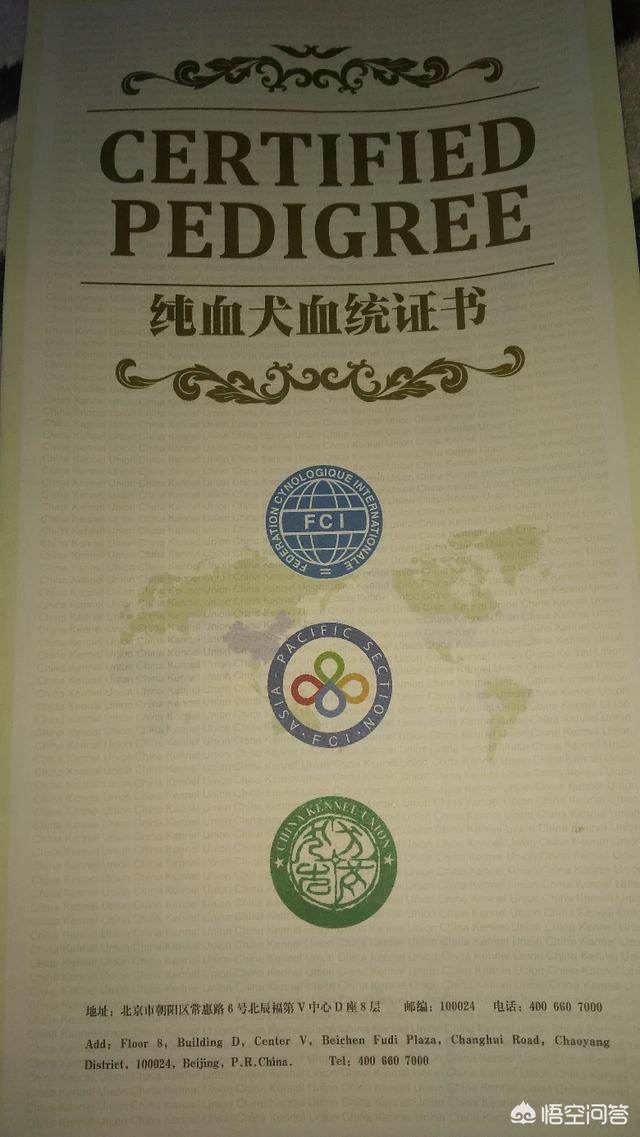 CERTIFIED
PEDIGREE
纯血犬血统证书
FEDERATION CYNOLOGIQUE INTERNATIONALE
FCI
ASIA - PACIFIC SECTION
· FCI ·
★ CHINA KENNEL UNION ★
地址：北京市朝阳区常惠路6号北辰福第V中心D座8层 邮编：100024 电话：400 660 7000
Add: Floor 8, Building D, Center V, Beichen Fudi Plaza, Changhui Road, Chaoyang
District, 100024, Beijing, P.R.China. Tel: 400 660 7000
China Kennel Union
悟空问答